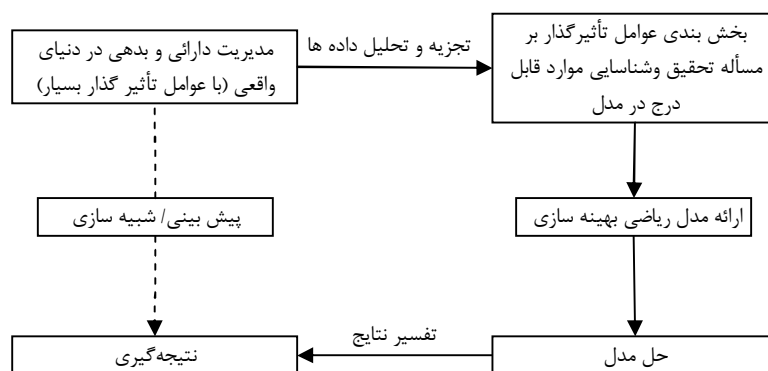 مدیریت دارائی و بدهی در دنیای
واقعی (با عوامل تأثیر گذار بسیار)
تجزیه و تحلیل داده ها
بخش بندی عوامل تأثیرگذار بر
مسأله تحقیق وشناسایی موارد قابل
درج در مدل
پیش بینی/ شبیه سازی
ارائه مدل ریاضی بهینه سازی
نتیجه‌گیری
تفسیر نتایج
حل مدل